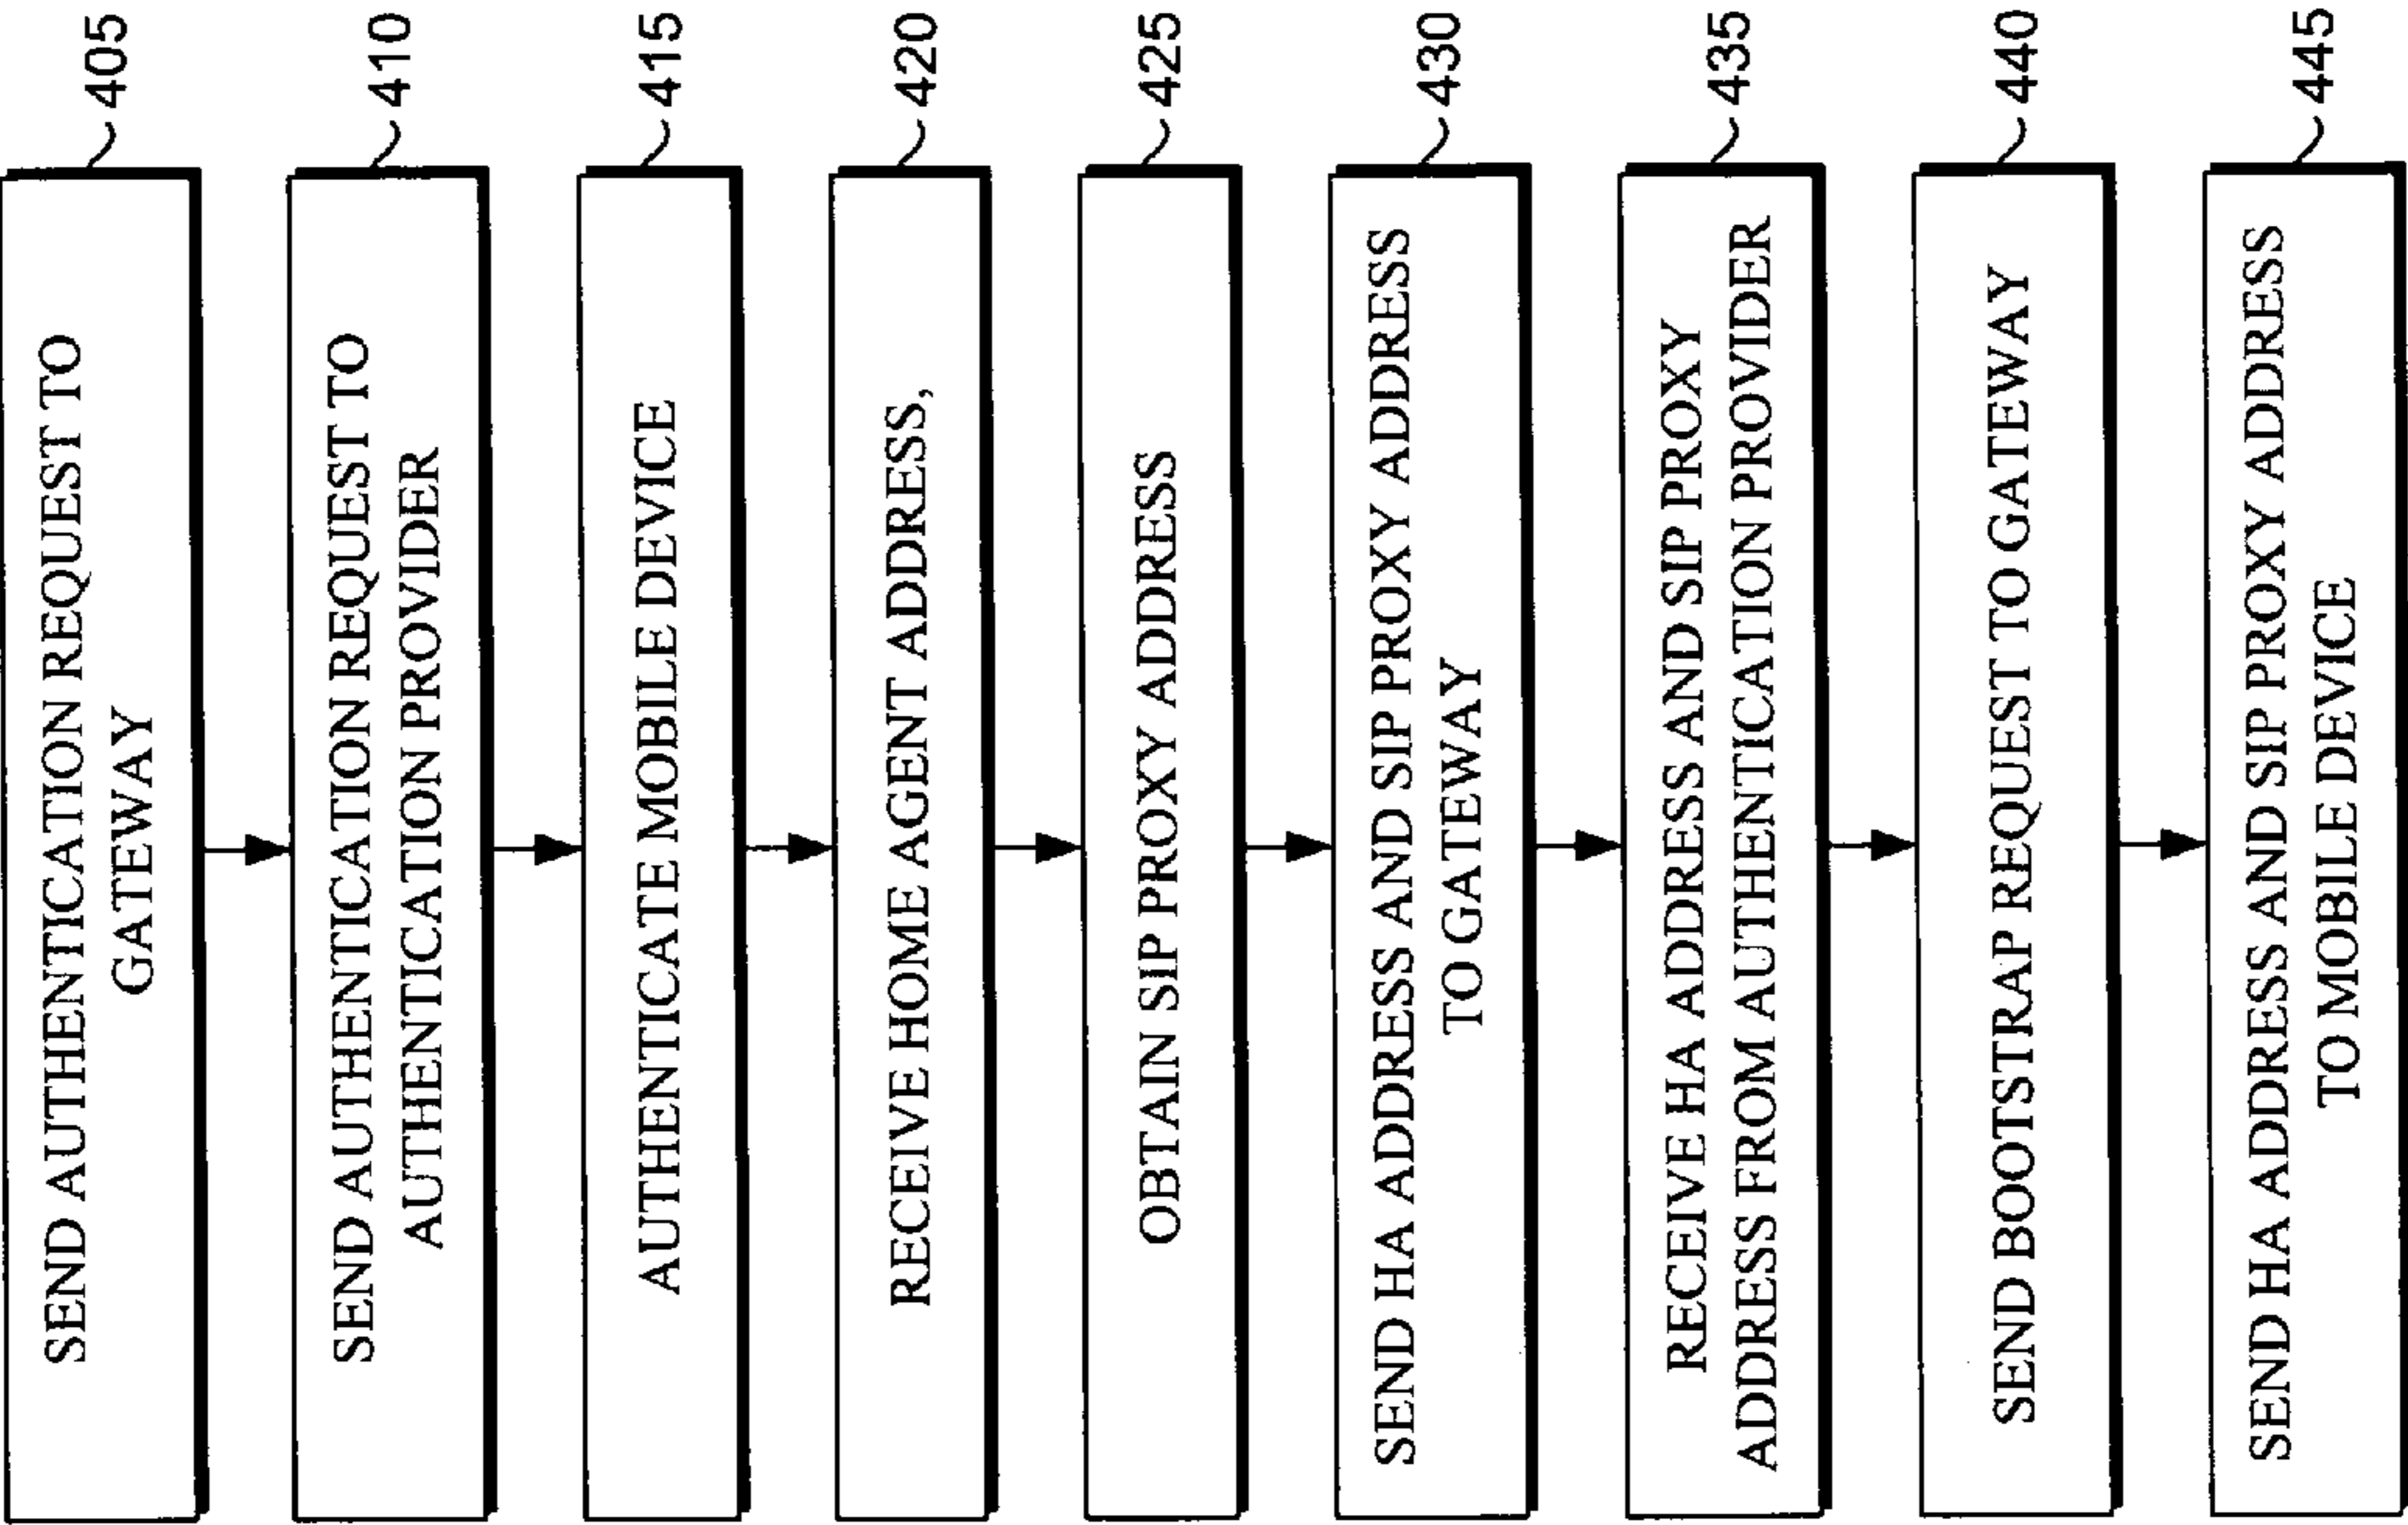 SEND AUTHENTICATION REQUEST TO
GATEWAY
405
SEND AUTHENTICATION REQUEST TO
AUTHENTICATION PROVIDER
410
AUTHENTICATE MOBILE DEVICE
415
RECEIVE HOME AGENT ADDRESS,
420
OBTAIN SIP PROXY ADDRESS
425
SEND HA ADDRESS AND SIP PROXY ADDRESS
TO GATEWAY
430
RECEIVE HA ADDRESS AND SIP PROXY
ADDRESS FROM AUTHENTICATION PROVIDER
435
SEND BOOTSTRAP REQUEST TO GATEWAY
440
SEND HA ADDRESS AND SIP PROXY ADDRESS
TO MOBILE DEVICE
445